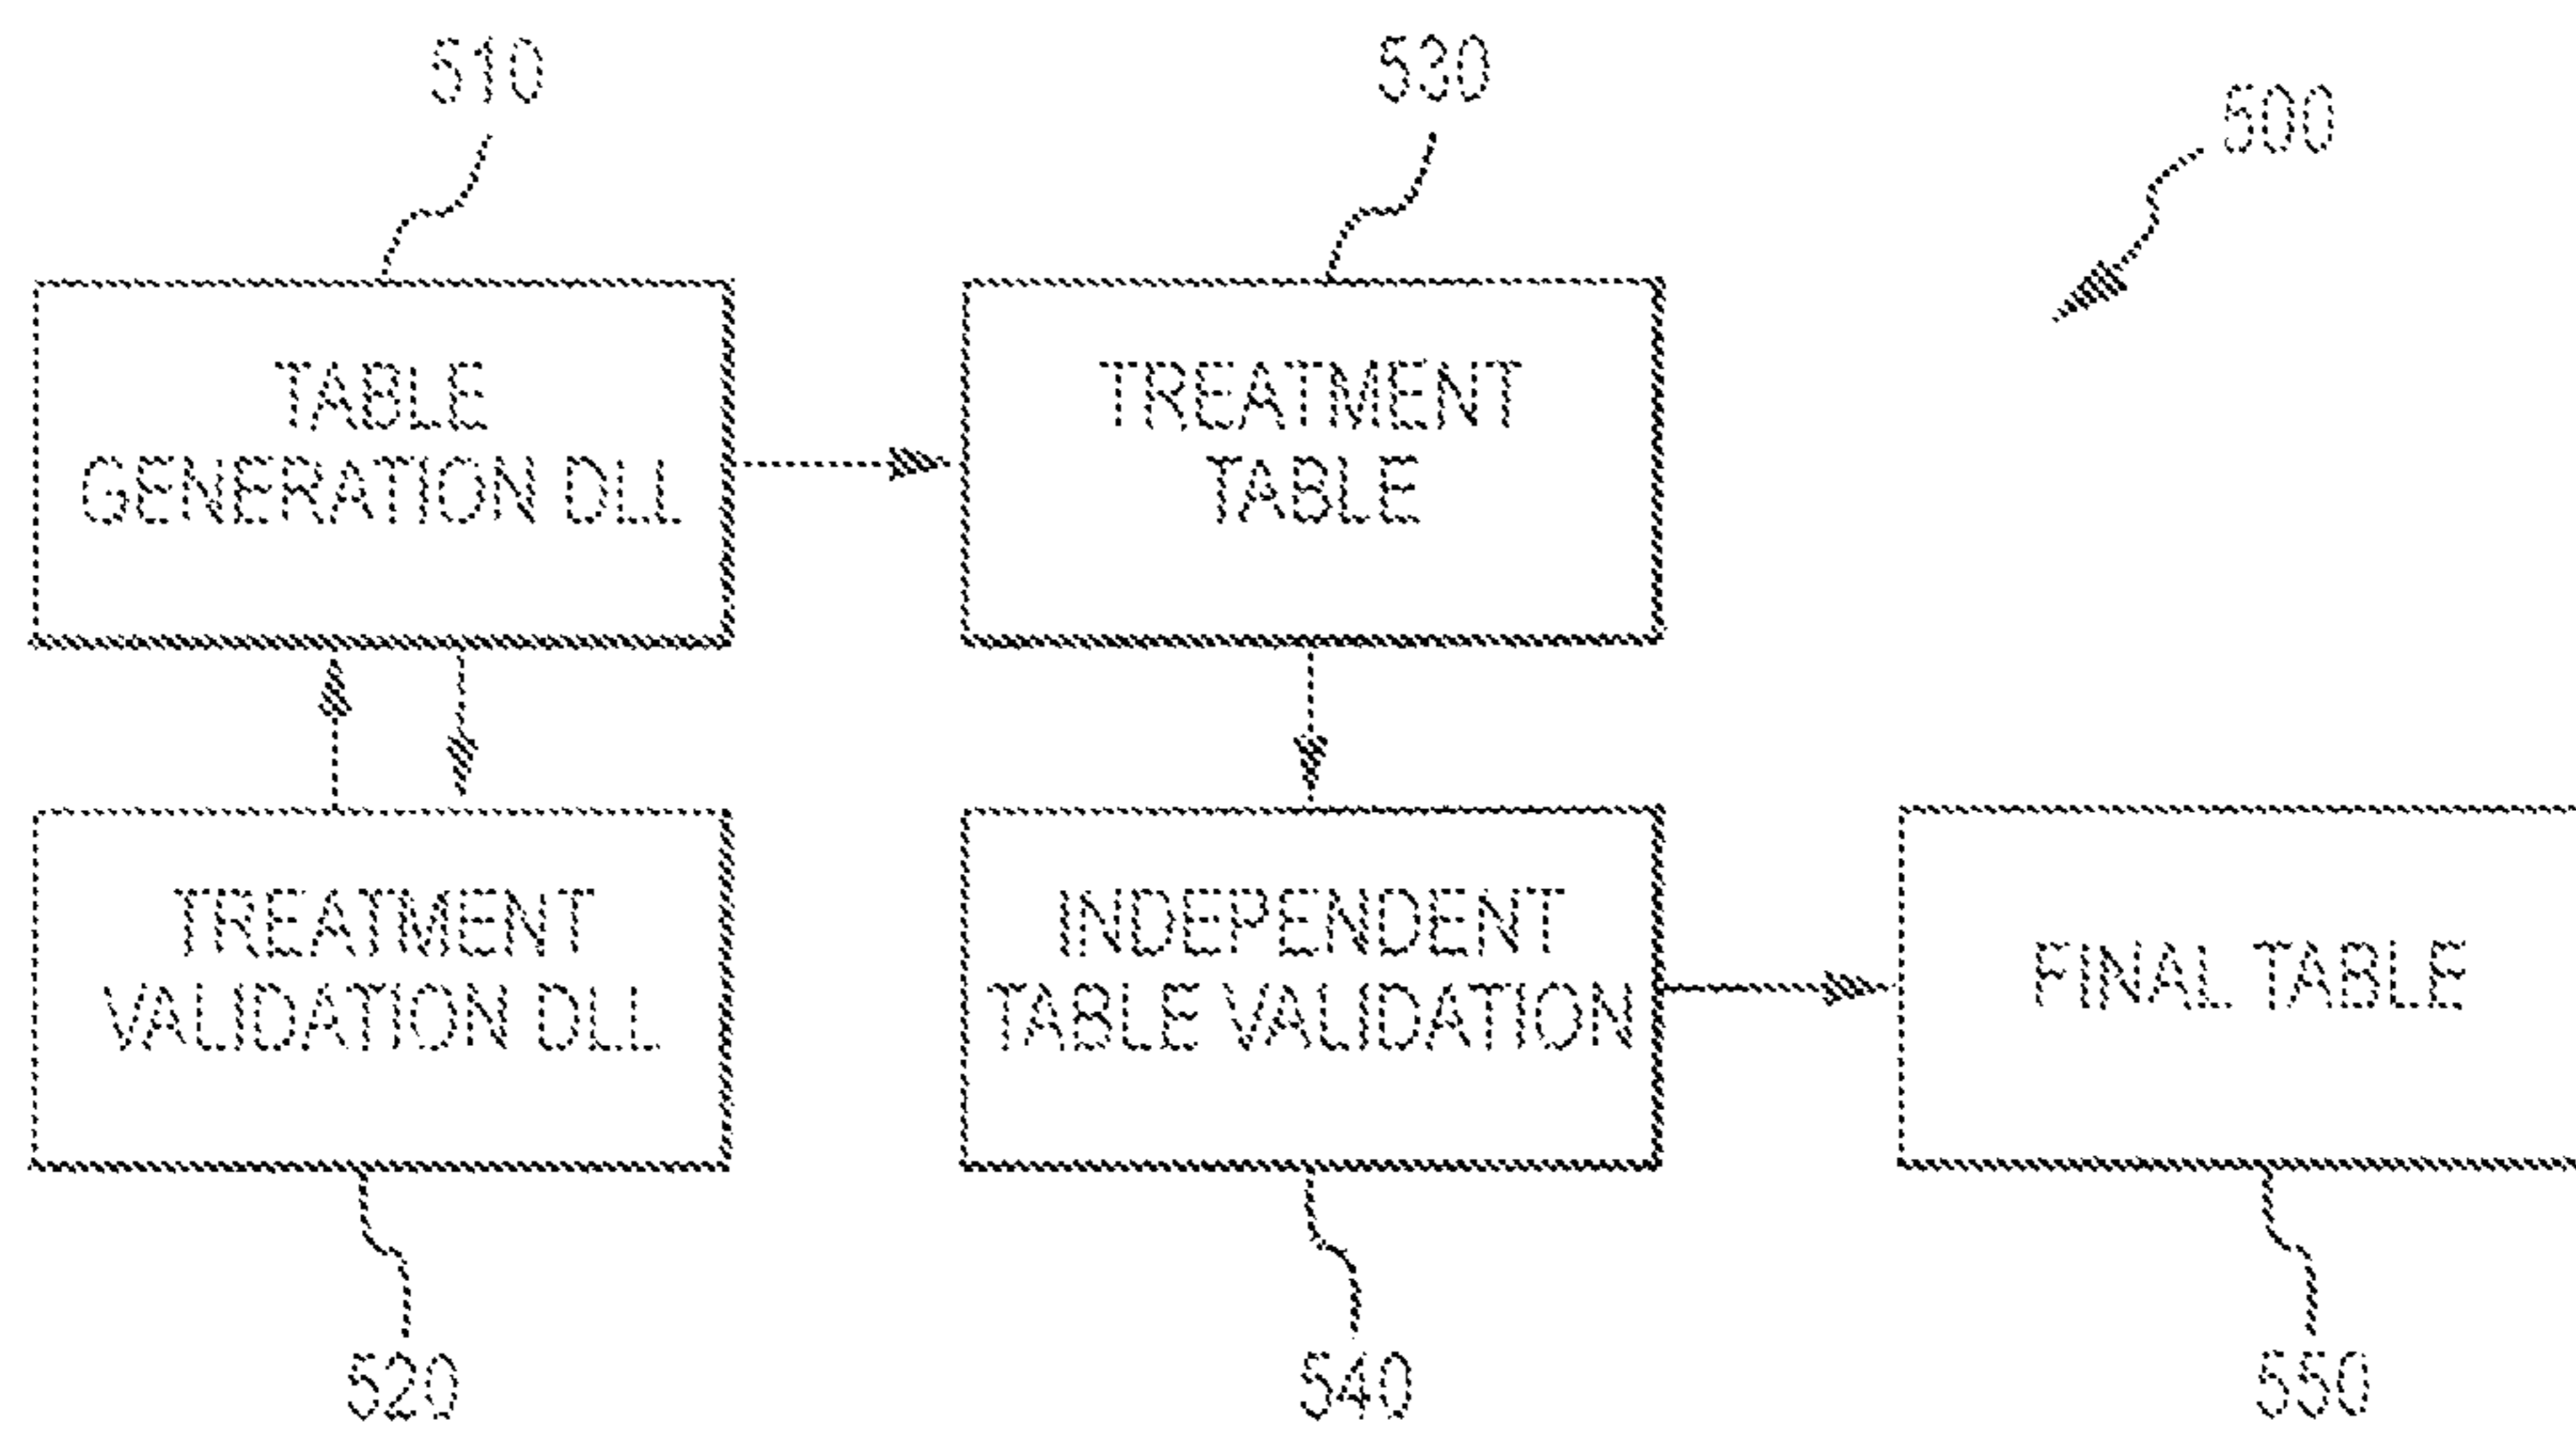 510
530
500
TABLE
GENERATION DLL
TREATMENT
TABLE
TREATMENT
VALIDATION DLL
INDEPENDENT
TABLE VALIDATION
FINAL TABLE
520
540
550